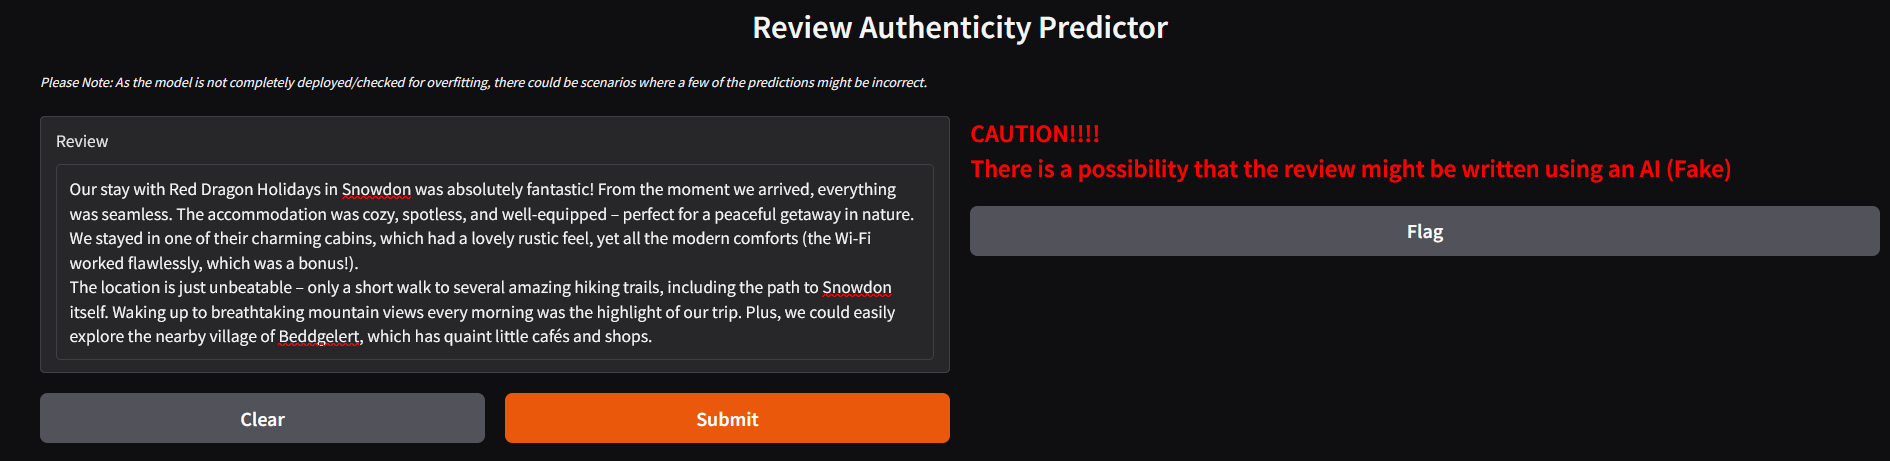 Review Authenticity Predictor
Please Note: As the model is not completely deployed/checked for overfitting, there could be scenarios where a few of the predictions might be incorrect.
Review
Our stay with Red Dragon Holidays in Snowdon was absolutely fantastic! From the moment we arrived, everything
was seamless. The accommodation was cozy, spotless, and well-equipped – perfect for a peaceful getaway in nature.
We stayed in one of their charming cabins, which had a lovely rustic feel, yet all the modern comforts (the Wi-Fi
worked flawlessly, which was a bonus!).
The location is just unbeatable – only a short walk to several amazing hiking trails, including the path to Snowdon
itself. Waking up to breathtaking mountain views every morning was the highlight of our trip. Plus, we could easily
explore the nearby village of Beddgelert, which has quaint little cafés and shops.
Clear
Submit
CAUTION!!!!
There is a possibility that the review might be written using an AI (Fake)
Flag